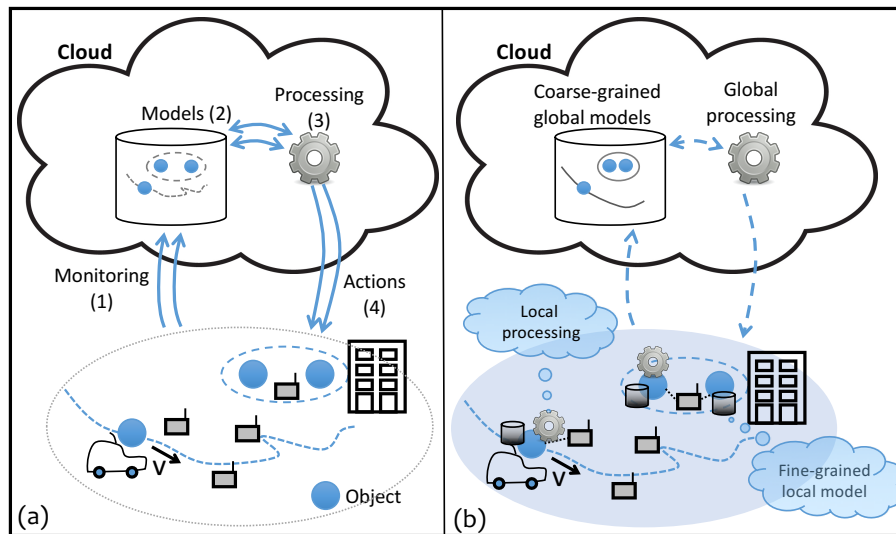 Cloud
Models (2)
Processing
(3)
Monitoring
(1)
Actions
(4)
V
Object
(a)
Cloud
Coarse-grained
global models
Global
processing
Local
processing
V
Fine-grained
local model
(b)